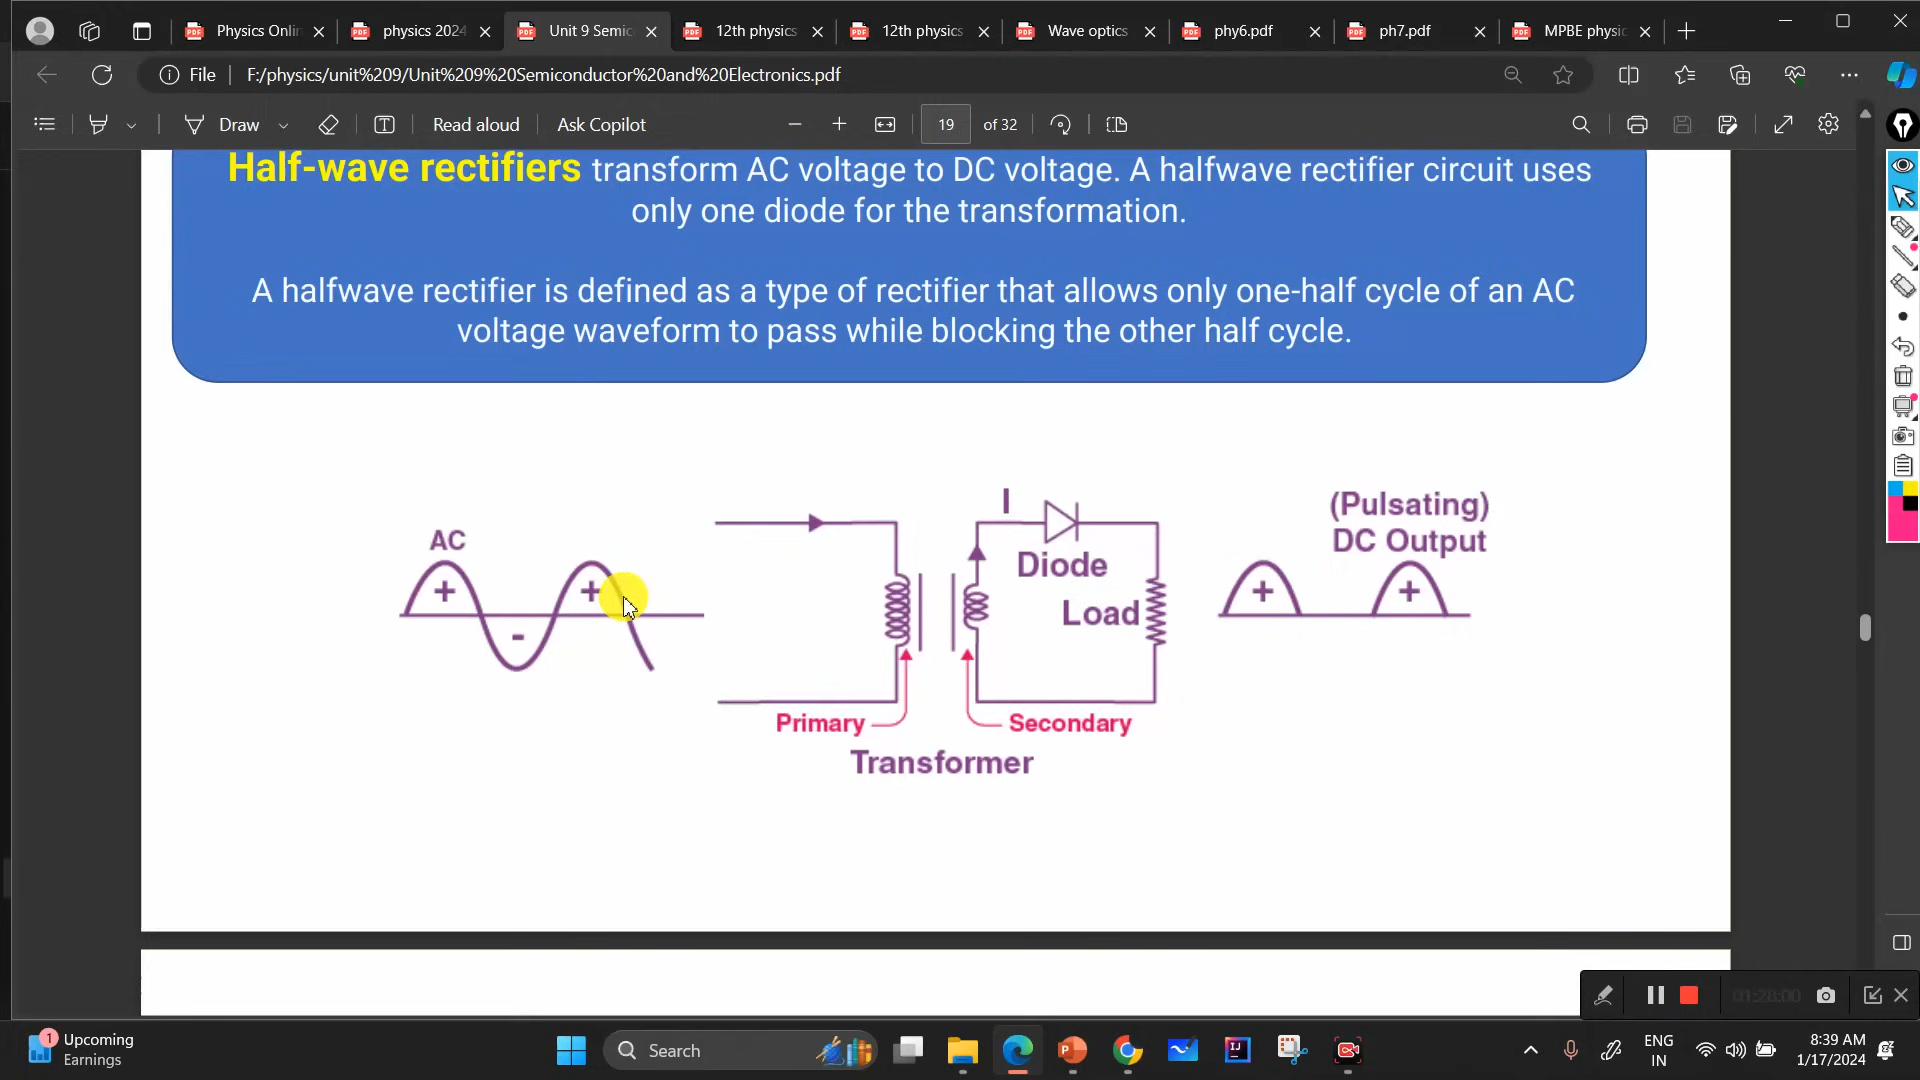 Physics Onlin
physics 2024
Unit 9 Semic
12th physics
12th physics
Wave optics
phy6.pdf
ph7.pdf
MPBE physic
File
F:/physics/unit%209/Unit%209%20Semiconductor%20and%20Electronics.pdf
Draw
Read aloud
Ask Copilot
19
of 32
Half-wave rectifiers transform AC voltage to DC voltage. A halfwave rectifier circuit uses
only one diode for the transformation.
A halfwave rectifier is defined as a type of rectifier that allows only one-half cycle of an AC
voltage waveform to pass while blocking the other half cycle.
AC
+
-
+
I
Diode
Load
Primary
Secondary
Transformer
(Pulsating)
DC Output
+
+
01:28:00
1
Upcoming
Earnings
Search
ENG
IN
8:39 AM
1/17/2024